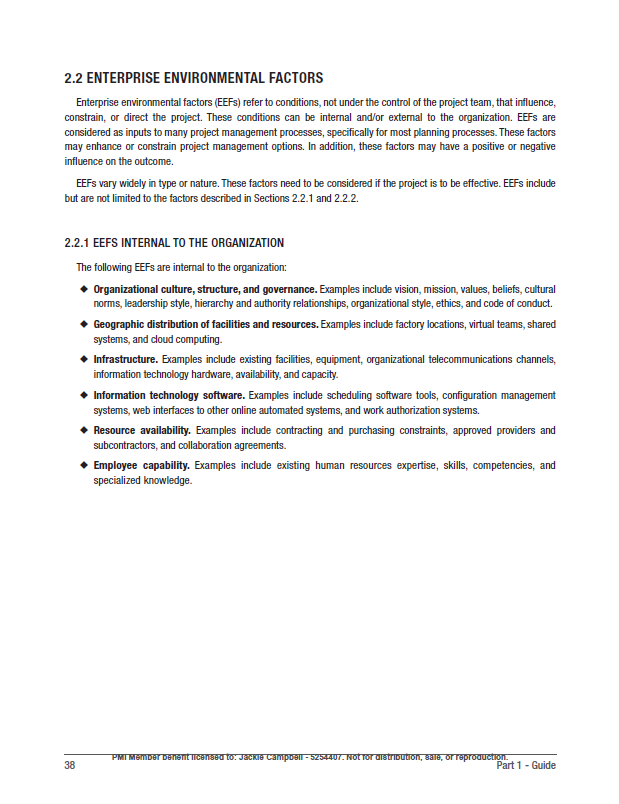 2.2 ENTERPRISE ENVIRONMENTAL FACTORS
Enterprise environmental factors (EEFs) refer to conditions, not under the control of the project team, that influence,
constrain, or direct the project. These conditions can be internal and/or external to the organization. EEFs are
considered as inputs to many project management processes, specifically for most planning processes. These factors
may enhance or constrain project management options. In addition, these factors may have a positive or negative
influence on the outcome.
EEFs vary widely in type or nature. These factors need to be considered if the project is to be effective. EEFs include
but are not limited to the factors described in Sections 2.2.1 and 2.2.2.
2.2.1 EEFS INTERNAL TO THE ORGANIZATION
The following EEFs are internal to the organization:
◆ Organizational culture, structure, and governance. Examples include vision, mission, values, beliefs, cultural
norms, leadership style, hierarchy and authority relationships, organizational style, ethics, and code of conduct.
◆ Geographic distribution of facilities and resources. Examples include factory locations, virtual teams, shared
systems, and cloud computing.
◆ Infrastructure. Examples include existing facilities, equipment, organizational telecommunications channels,
information technology hardware, availability, and capacity.
◆ Information technology software. Examples include scheduling software tools, configuration management
systems, web interfaces to other online automated systems, and work authorization systems.
◆ Resource availability. Examples include contracting and purchasing constraints, approved providers and
subcontractors, and collaboration agreements.
◆ Employee capability. Examples include existing human resources expertise, skills, competencies, and
specialized knowledge.
PMI Member benefit licensed to: Jackie Campbell - 5254407. Not for distribution, sale, or reproduction.
38 Part 1 - Guide